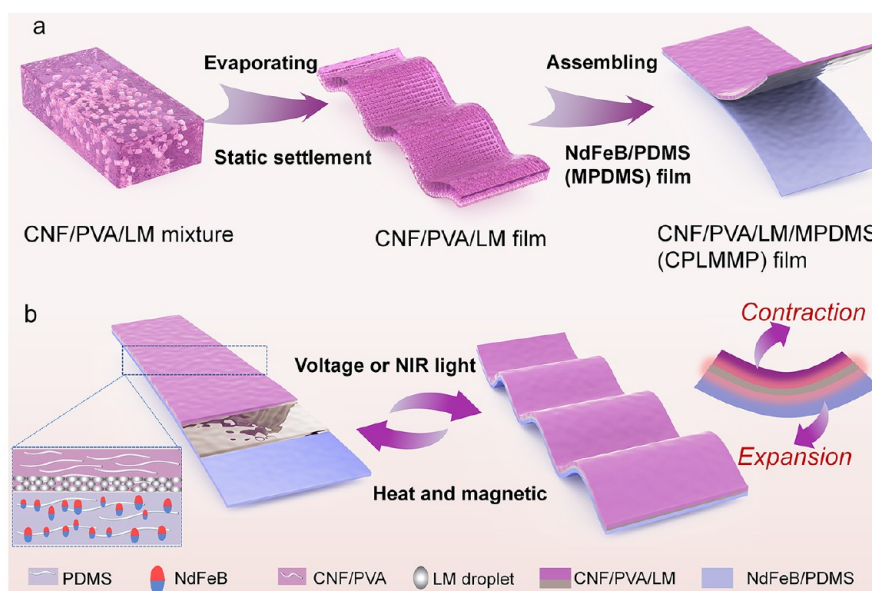 a
Evaporating
Static settlement
Assembling
NdFeB/PDMS
(MPDMS) film
CNF/PVA/LM mixture
CNF/PVA/LM film
CNF/PVA/LM/MPDMS
(CPLMMP) film
b
Voltage or NIR light
Heat and magnetic
Contraction
Expansion
PDMS
NdFeB
CNF/PVA
LM droplet
CNF/PVA/LM
NdFeB/PDMS